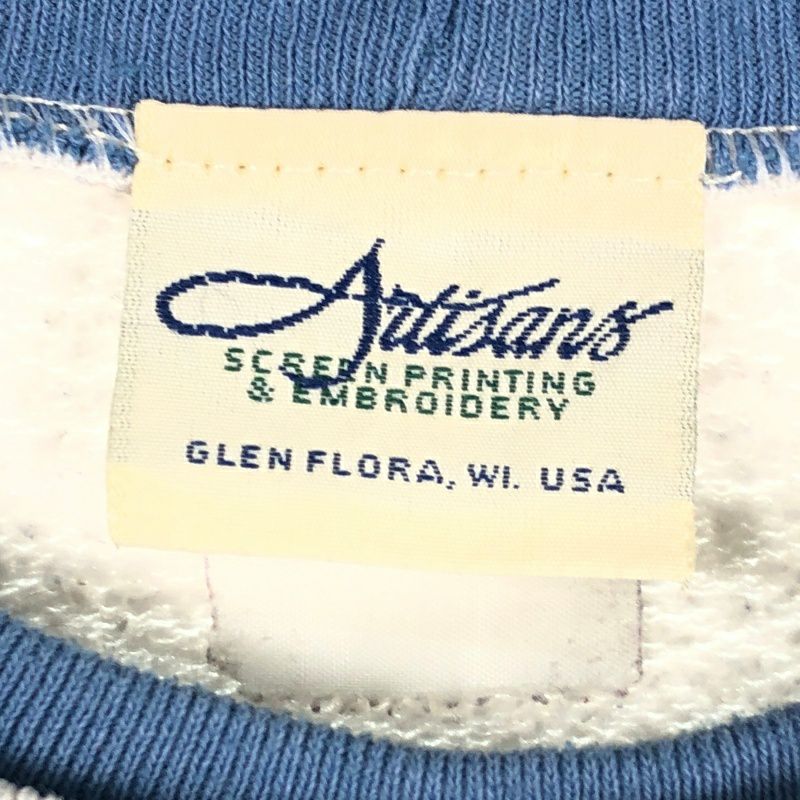 Artisans
SCREEN PRINTING
& EMBROIDERY
GLEN FLORA, WI. USA